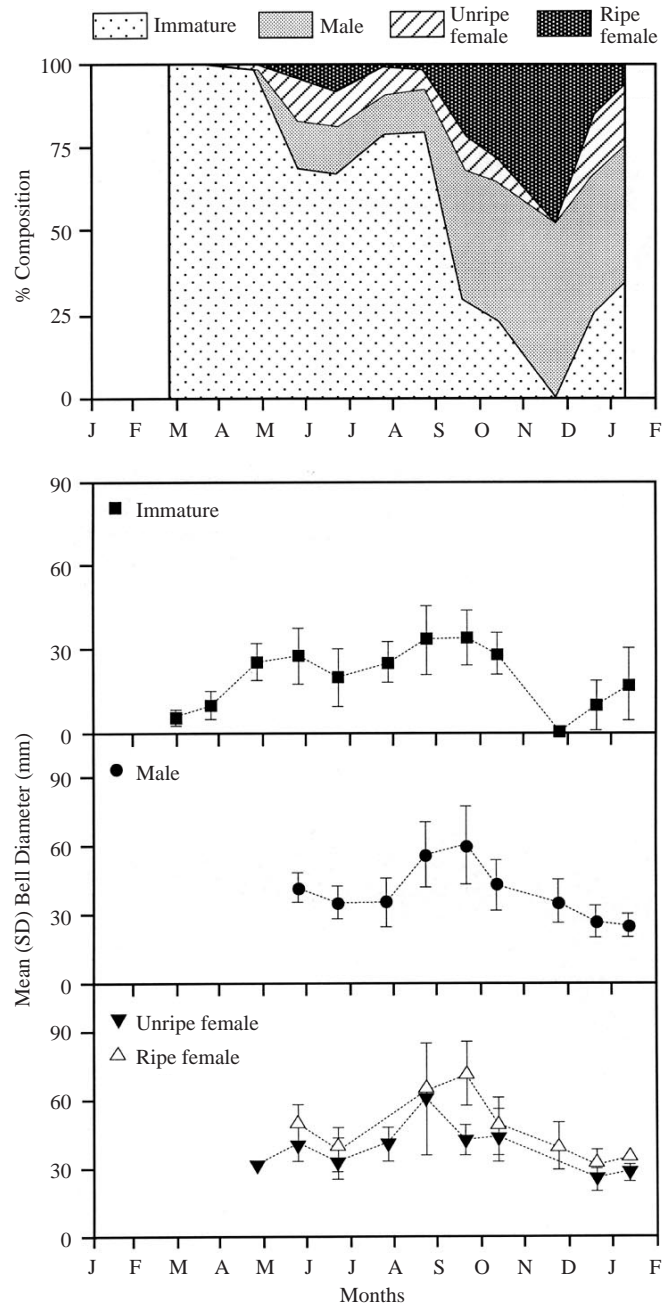 Immature Male Unripe female Ripe female
100
75
50
25
0
% Composition
J F M A M J J A S O N D J F
90
60
30
0
Immature
90
60
30
0
Male
Mean (SD) Bell Diameter (mm)
90
60
30
0
Unripe female
Ripe female
J F M A M J J A S O N D J F
Months